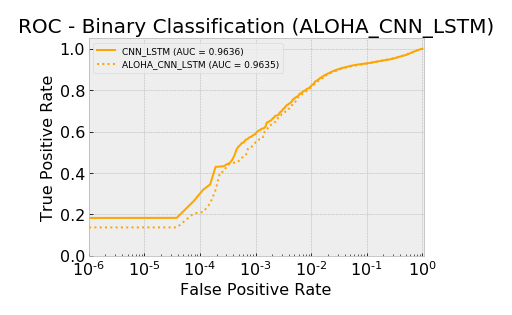 ROC - Binary Classification (ALOHA_CNN_LSTM)
CNN_LSTM (AUC = 0.9636)
ALOHA_CNN_LSTM (AUC = 0.9635)
True Positive Rate
1.0
0.8
0.6
0.4
0.2
0.0
10⁻⁶ 10⁻⁵ 10⁻⁴ 10⁻³ 10⁻² 10⁻¹ 10⁰
False Positive Rate